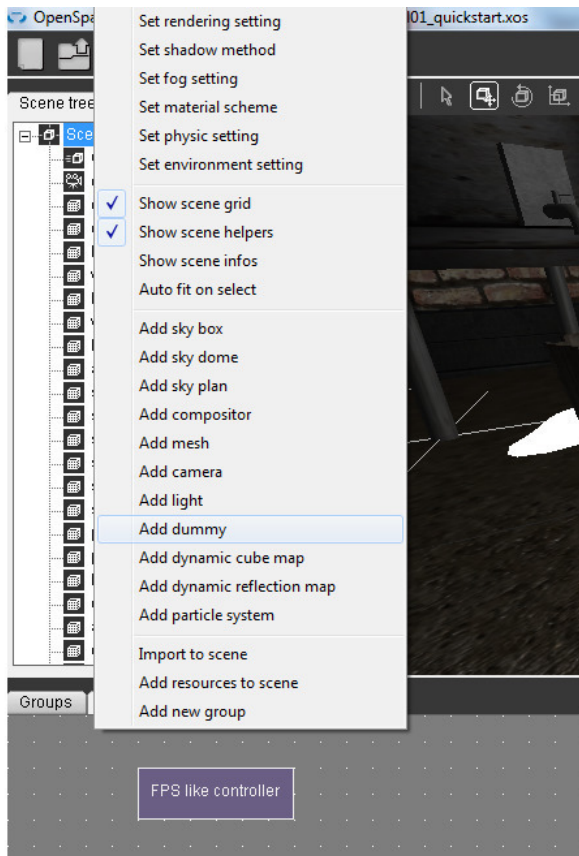 OpenSpa
l01_quickstart.xos
Set rendering setting
Set shadow method
Set fog setting
Set material scheme
Set physic setting
Set environment setting
Show scene grid
Show scene helpers
Show scene infos
Auto fit on select
Add sky box
Add sky dome
Add sky plan
Add compositor
Add mesh
Add camera
Add light
Add dummy
Add dynamic cube map
Add dynamic reflection map
Add particle system
Import to scene
Add resources to scene
Add new group
Scene tree
Sce
Groups
FPS like controller